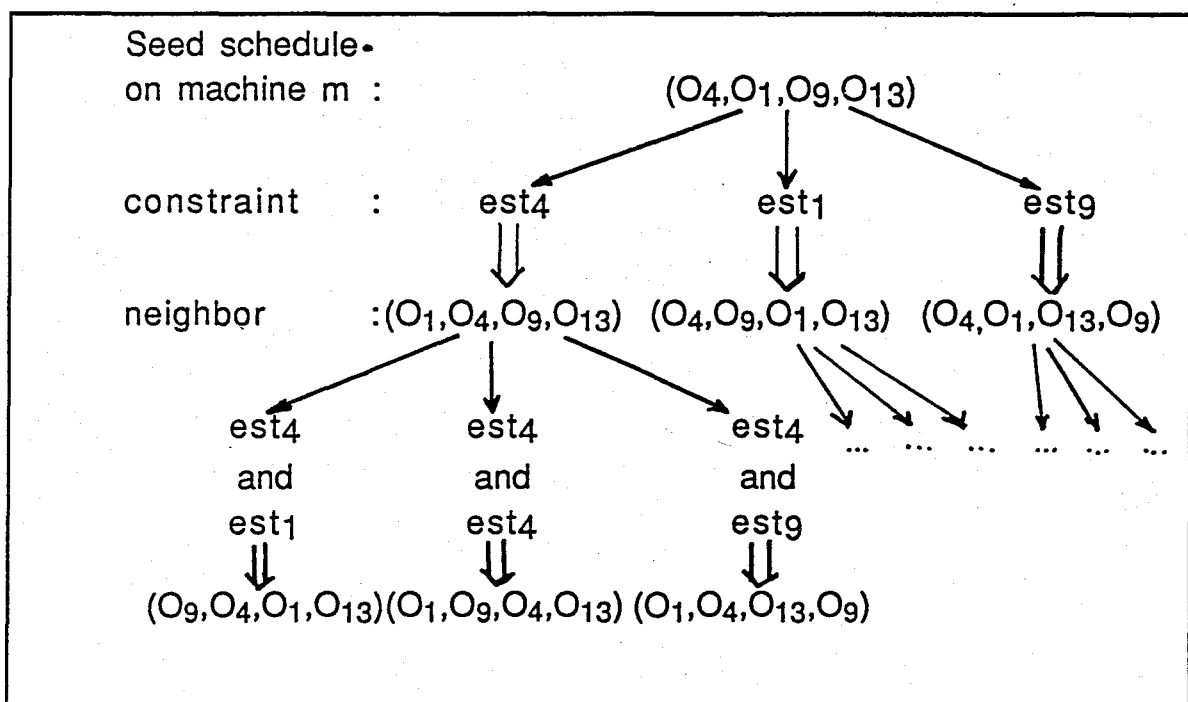 Seed schedule
on machine m : (O4,O1,O9,O13)
constraint : est4 est1 est9
neighbor :(O1,O4,O9,O13) (O4,O9,O1,O13) (O4,O1,O13,O9)
est4 est4 est4 ... ... ... ... ... ...
and and and
est1 est4 est9
(O9,O4,O1,O13)(O1,O9,O4,O13) (O1,O4,O13,O9)